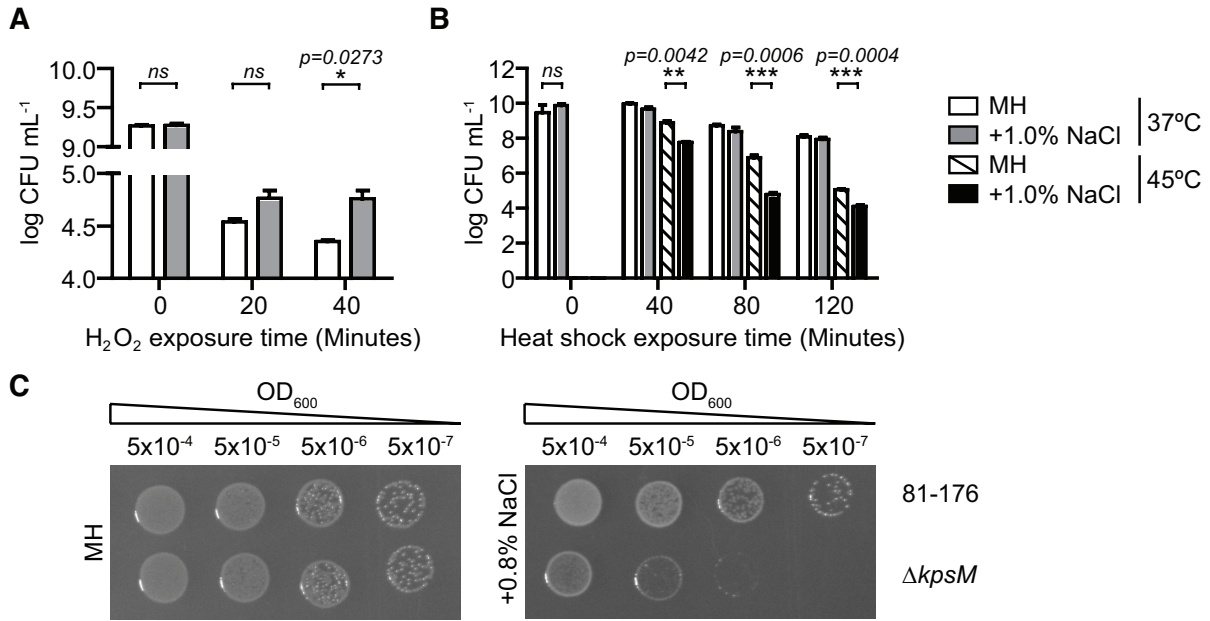 A
B
p=0.0273
ns ns *
10.0
9.5
9.0
5.0
4.5
4.0
log CFU mL-1
0 20 40
H2O2 exposure time (Minutes)
p=0.0042 p=0.0006 p=0.0004
ns ** *** ***
12
10
8
6
4
2
0
log CFU mL-1
0 40 80 120
Heat shock exposure time (Minutes)
MH
+1.0% NaCl
37ºC
MH
+1.0% NaCl
45ºC
C
OD600
5x10-4 5x10-5 5x10-6 5x10-7
MH
OD600
5x10-4 5x10-5 5x10-6 5x10-7
+0.8% NaCl
81-176
ΔkpsM